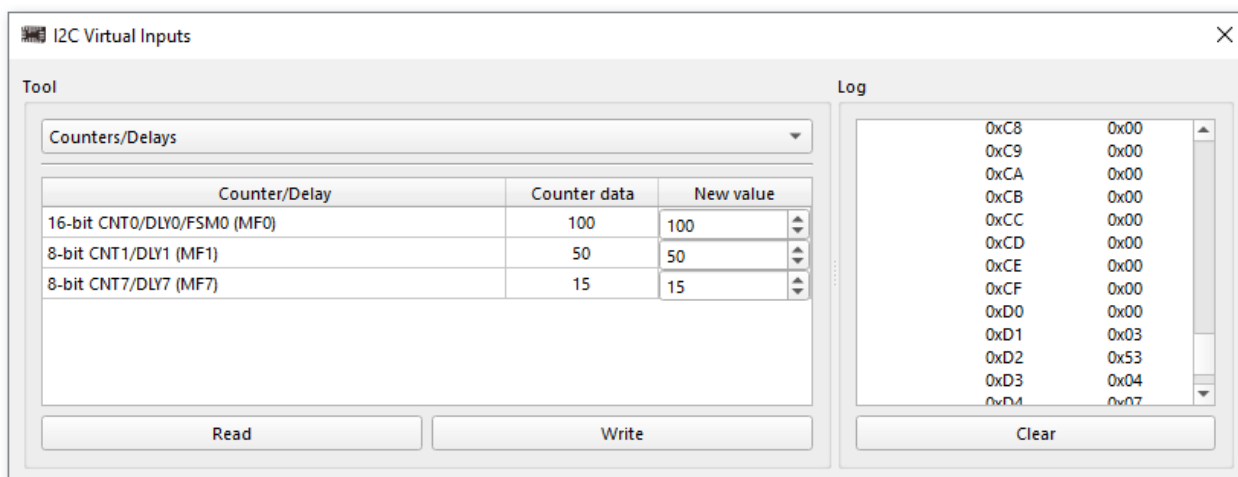 I2C Virtual Inputs
Tool
Counters/Delays
Counter/Delay Counter data New value
16-bit CNT0/DLY0/FSM0 (MF0) 100 100
8-bit CNT1/DLY1 (MF1) 50 50
8-bit CNT7/DLY7 (MF7) 15 15
Read Write
Log
0xC8 0x00
0xC9 0x00
0xCA 0x00
0xCB 0x00
0xCC 0x00
0xCD 0x00
0xCE 0x00
0xCF 0x00
0xD0 0x00
0xD1 0x03
0xD2 0x53
0xD3 0x04
0xD4 0x07
Clear